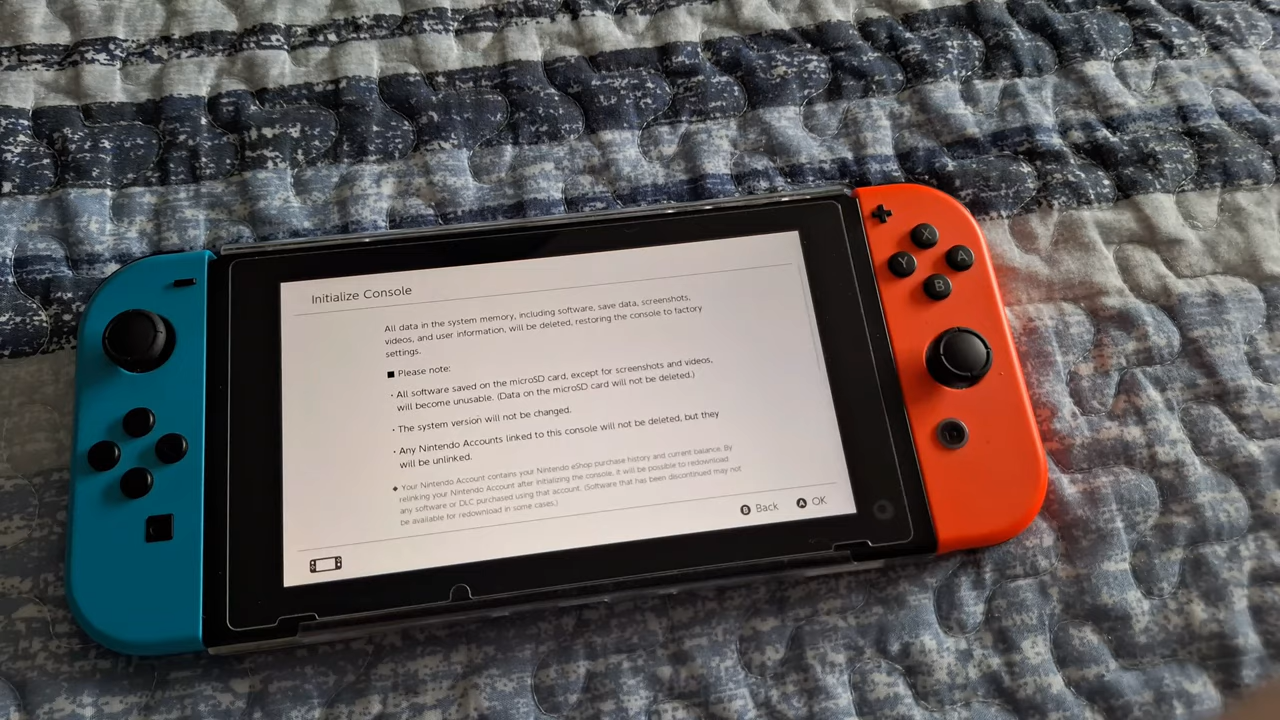 Initialize Console
All data in the system memory, including software, save data, screenshots,
videos, and user information, will be deleted, restoring the console to factory
settings.
■ Please note:
・All software saved on the microSD card, except for screenshots and videos,
will become unusable. (Data on the microSD card will not be deleted.)
・The system version will not be changed.
・Any Nintendo Accounts linked to this console will not be deleted, but they
will be unlinked.
◆ Your Nintendo Account contains your Nintendo eShop purchase history and current balance. By
relinking your Nintendo Account after initializing the console, it will be possible to redownload
any software or DLC purchased using that account. (Software that has been discontinued may not
be available for redownload in some cases.)
B Back A OK
X
Y A
B